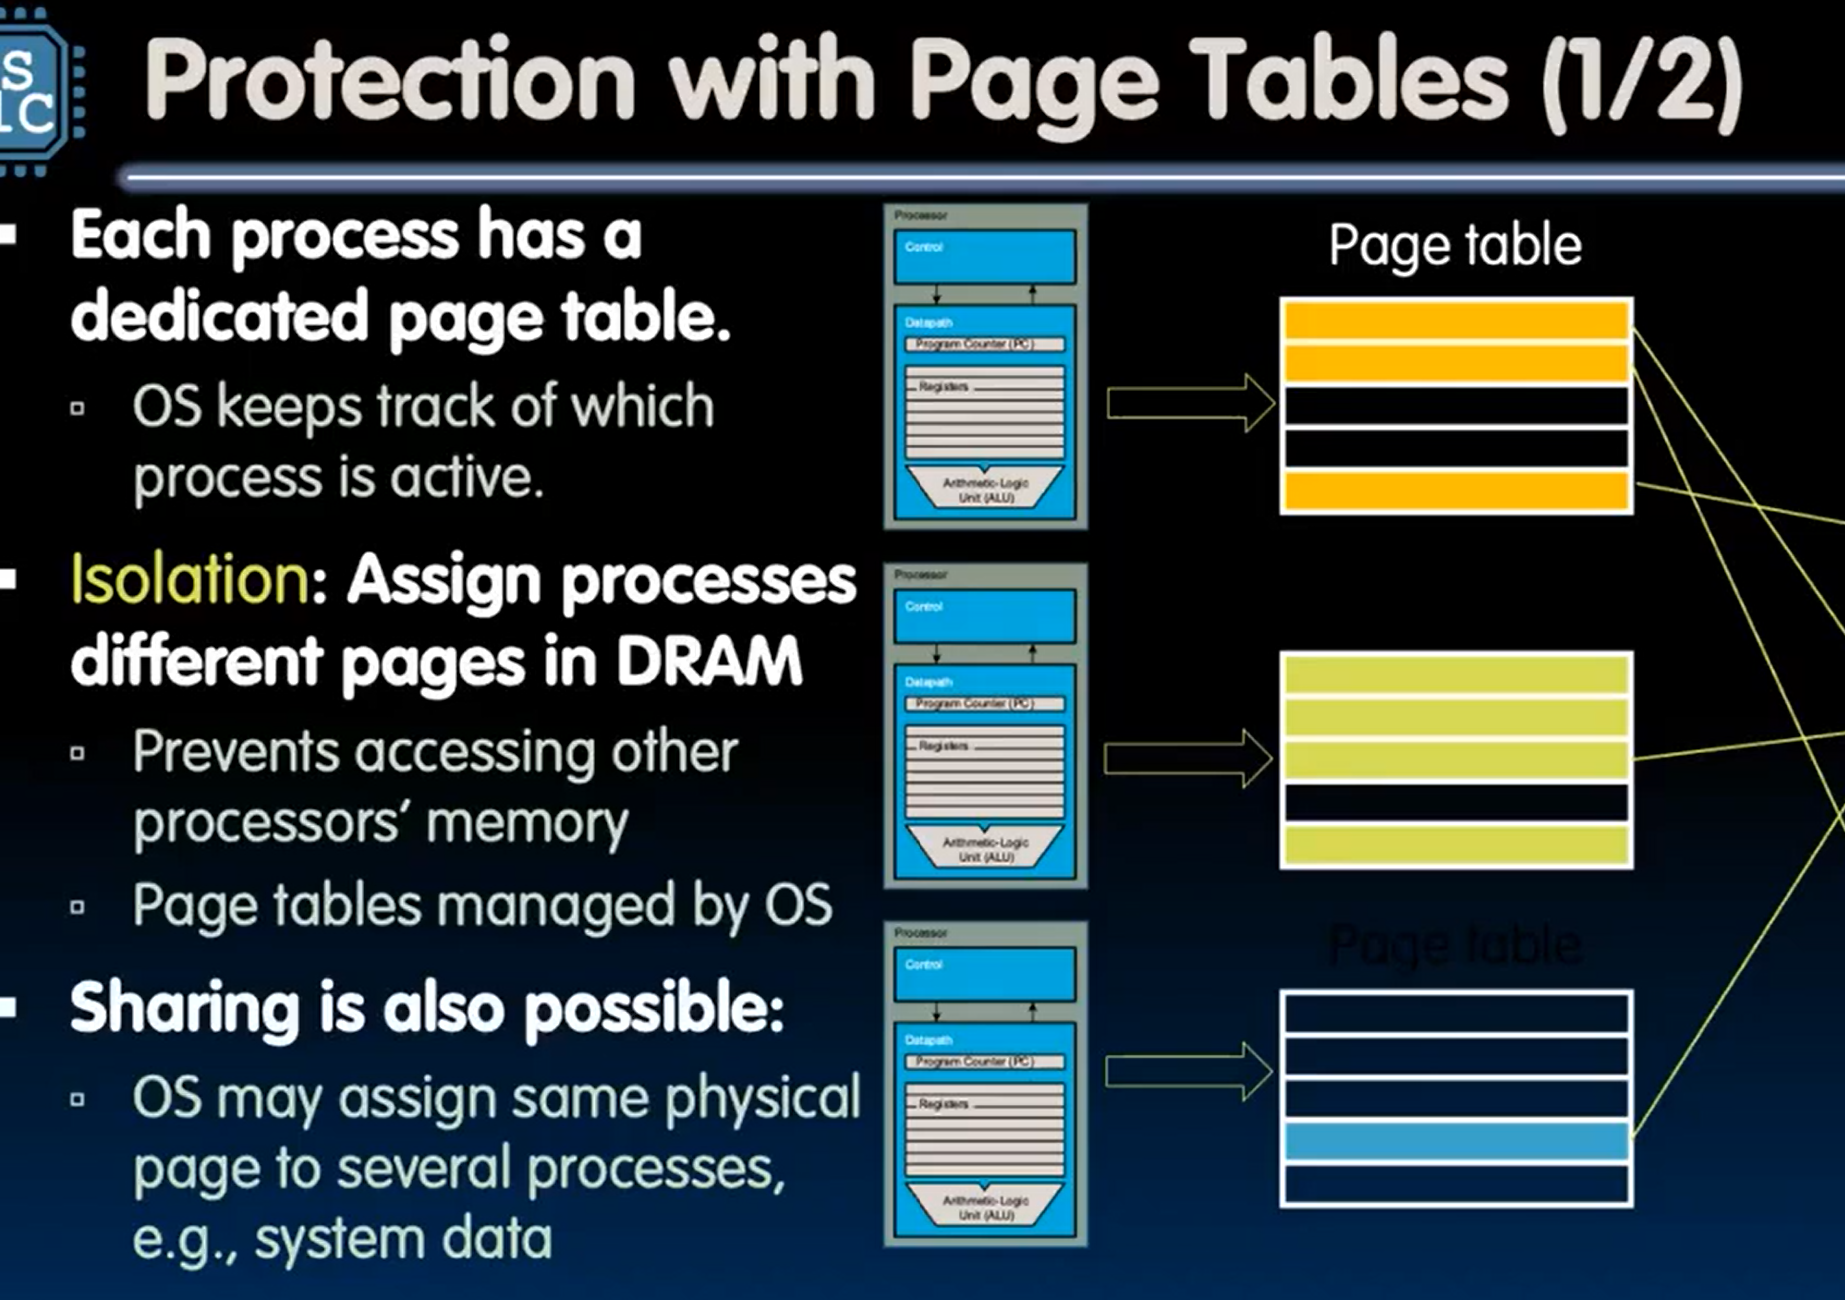 S
1C
Protection with Page Tables (1/2)
Each process has a
dedicated page table.
OS keeps track of which
process is active.
Isolation: Assign processes
different pages in DRAM
Prevents accessing other
processors’ memory
Page tables managed by OS
Sharing is also possible:
OS may assign same physical
page to several processes,
e.g., system data
Processor
Control
Datapath
Program Counter (PC)
Registers
Arithmetic-Logic
Unit (ALU)
Page table
Processor
Control
Datapath
Program Counter (PC)
Registers
Arithmetic-Logic
Unit (ALU)
Page table
Processor
Control
Datapath
Program Counter (PC)
Registers
Arithmetic-Logic
Unit (ALU)